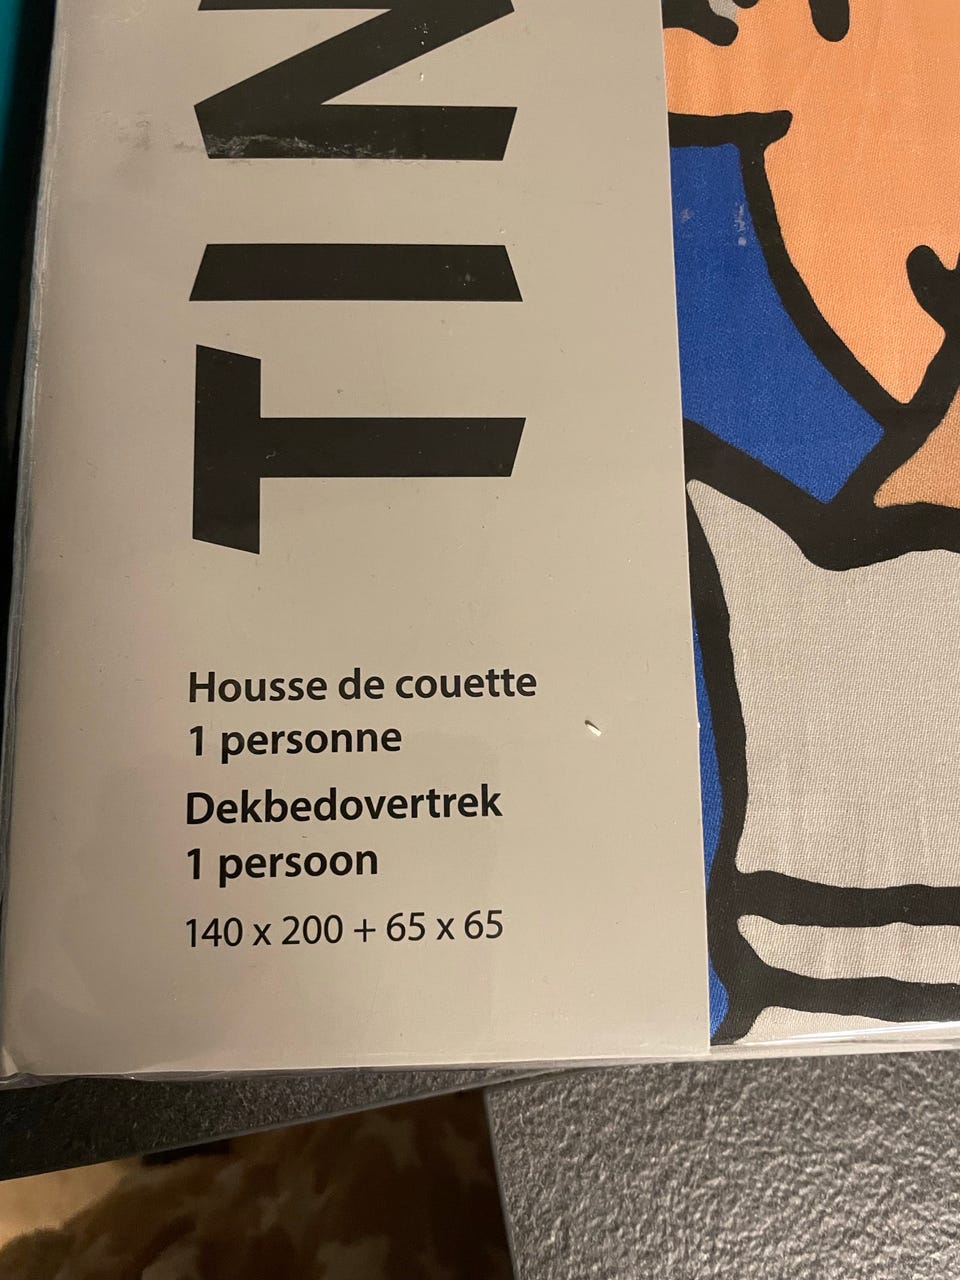 TIN
Housse de couette
1 personne
Dekbedovertrek
1 persoon
140 x 200 + 65 x 65